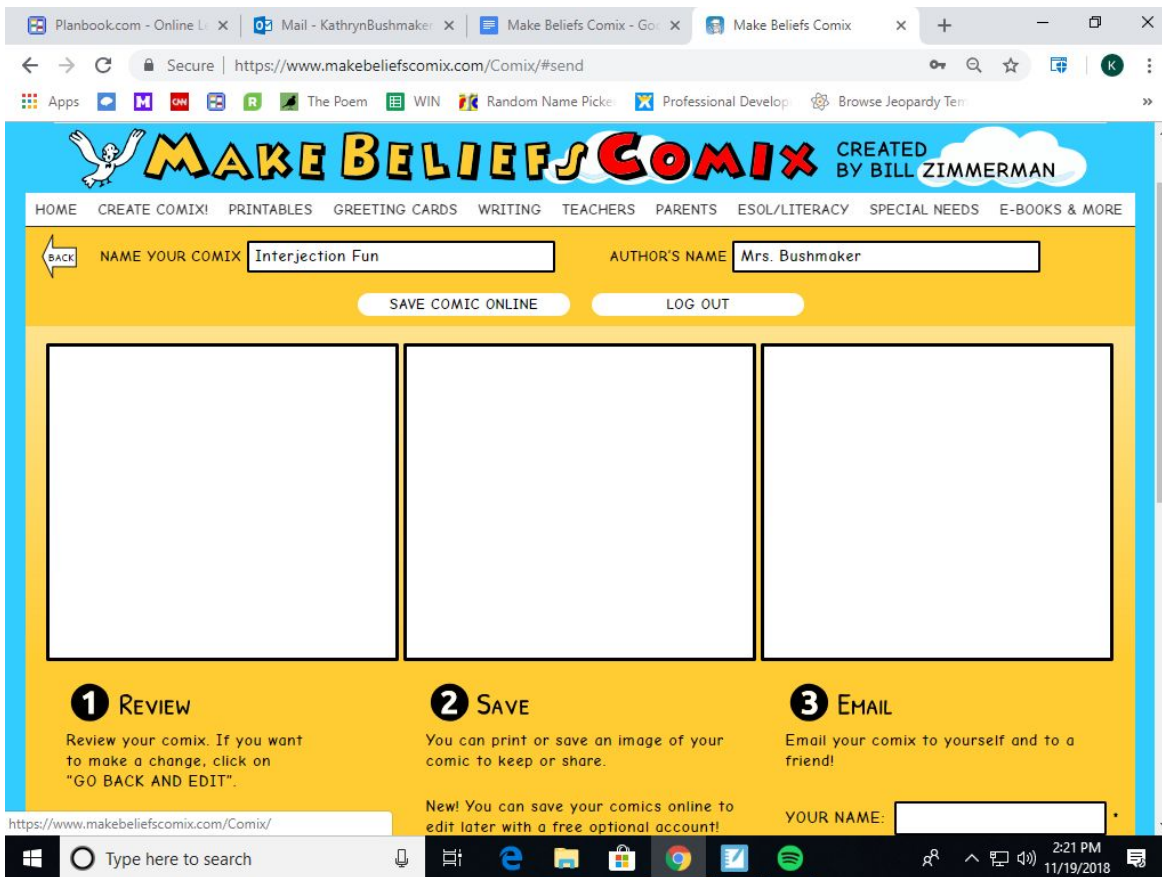 Planbook.com - Online Le
Mail - KathrynBushmaker
Make Beliefs Comix - Goo
Make Beliefs Comix
Secure | https://www.makebeliefscomix.com/Comix/#send
K
Apps
M
CNN
R
The Poem
WIN
Random Name Picke
Professional Develop
Browse Jeopardy Tem
»
MAKE BELIEFS COMIX
CREATED
BY BILL ZIMMERMAN
HOME CREATE COMIX! PRINTABLES GREETING CARDS WRITING TEACHERS PARENTS ESOL/LITERACY SPECIAL NEEDS E-BOOKS & MORE
BACK NAME YOUR COMIX Interjection Fun AUTHOR'S NAME Mrs. Bushmaker
SAVE COMIC ONLINE LOG OUT
1 REVIEW
Review your comix. If you want
to make a change, click on
"GO BACK AND EDIT".
2 SAVE
You can print or save an image of your
comic to keep or share.
New! You can save your comics online to
edit later with a free optional account!
3 EMAIL
Email your comix to yourself and to a
friend!
YOUR NAME: *
https://www.makebeliefscomix.com/Comix/
Type here to search
2:21 PM
11/19/2018